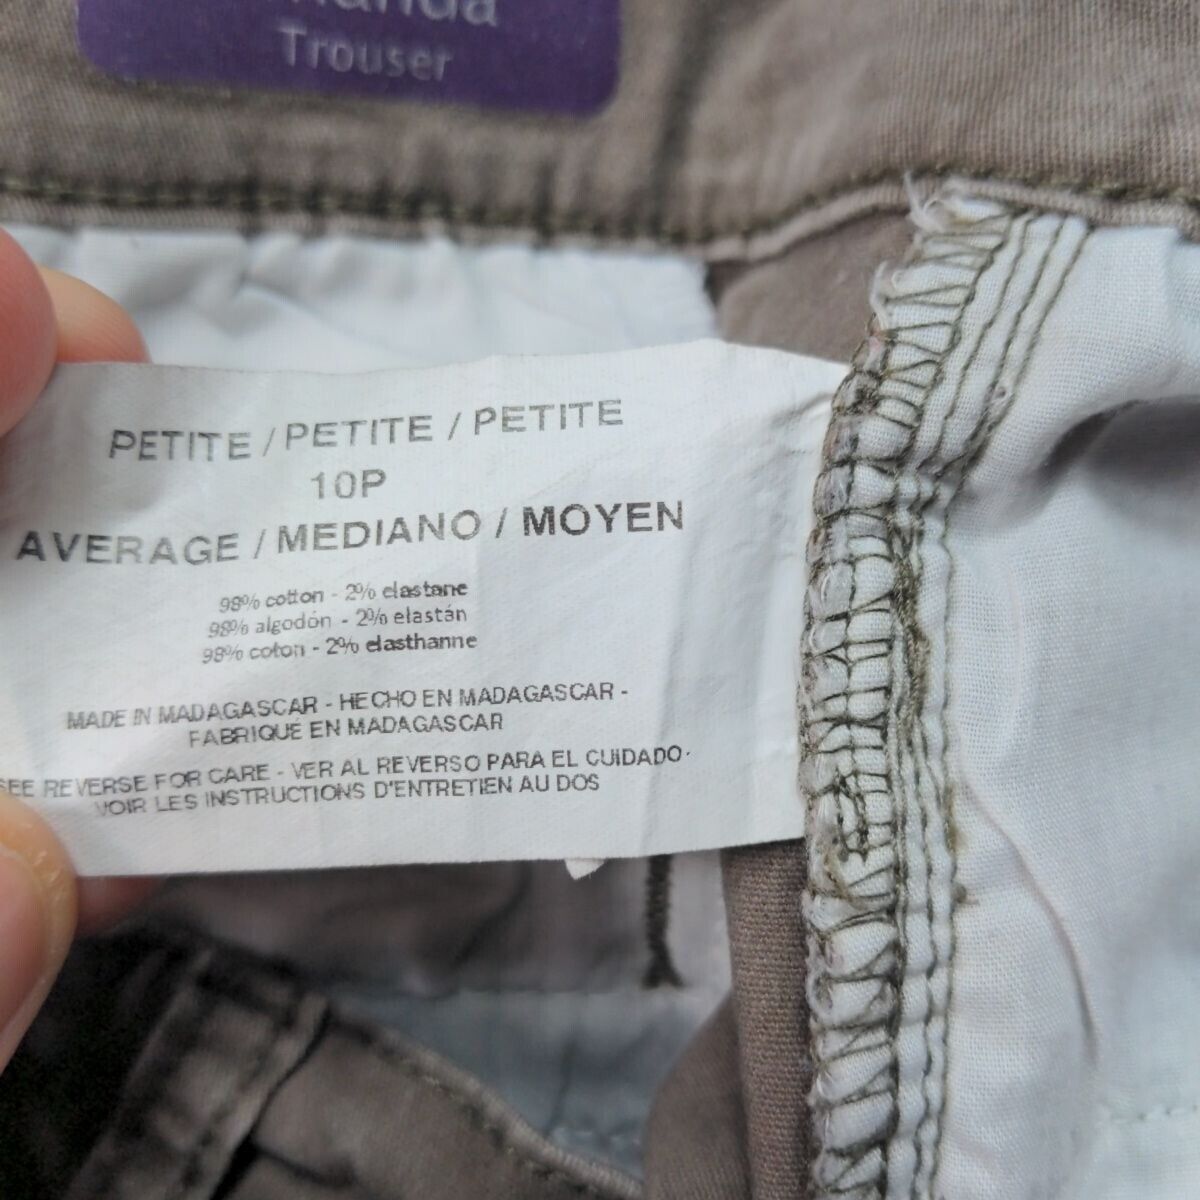 Trouser
PETITE / PETITE / PETITE
10P
AVERAGE / MEDIANO / MOYEN
98% cotton - 2% elastane
98% algodón - 2% elastán
98% coton - 2% elasthanne
MADE IN MADAGASCAR - HECHO EN MADAGASCAR -
FABRIQUÉ EN MADAGASCAR
SEE REVERSE FOR CARE - VER AL REVERSO PARA EL CUIDADO -
VOIR LES INSTRUCTIONS D'ENTRETIEN AU DOS